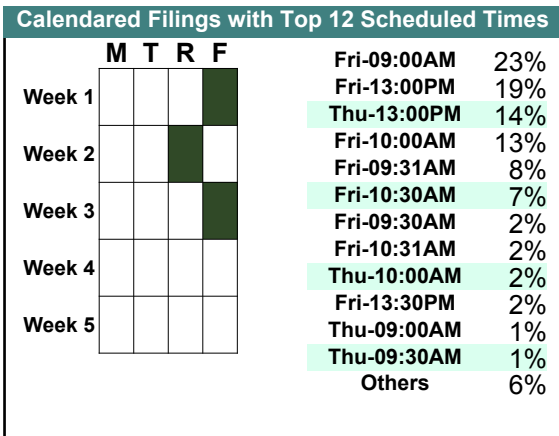 Calendared Filings with Top 12 Scheduled Times
M T R F
Week 1
Week 2
Week 3
Week 4
Week 5
Fri-09:00AM 23%
Fri-13:00PM 19%
Thu-13:00PM 14%
Fri-10:00AM 13%
Fri-09:31AM 8%
Fri-10:30AM 7%
Fri-09:30AM 2%
Fri-10:31AM 2%
Thu-10:00AM 2%
Fri-13:30PM 2%
Thu-09:00AM 1%
Thu-09:30AM 1%
Others 6%